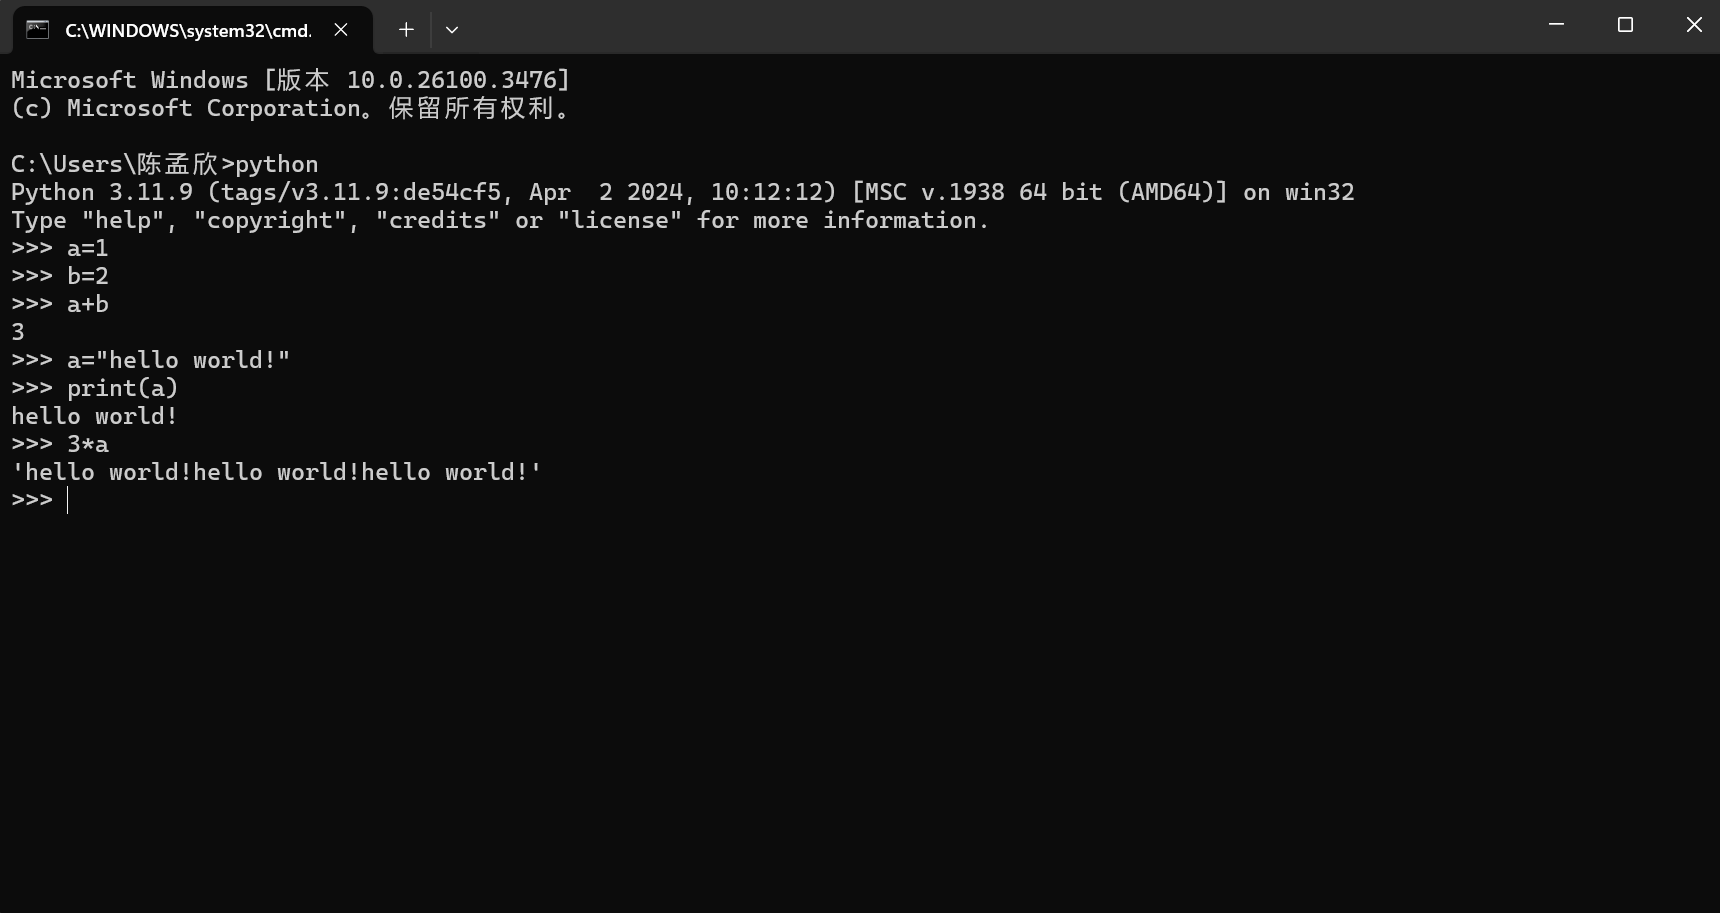 C:\WINDOWS\system32\cmd.
Microsoft Windows [版本 10.0.26100.3476]
(c) Microsoft Corporation。保留所有权利。
C:\Users\陈孟欣>python
Python 3.11.9 (tags/v3.11.9:de54cf5, Apr  2 2024, 10:12:12) [MSC v.1938 64 bit (AMD64)] on win32
Type "help", "copyright", "credits" or "license" for more information.
>>> a=1
>>> b=2
>>> a+b
3
>>> a="hello world!"
>>> print(a)
hello world!
>>> 3*a
'hello world!hello world!hello world!'
>>>